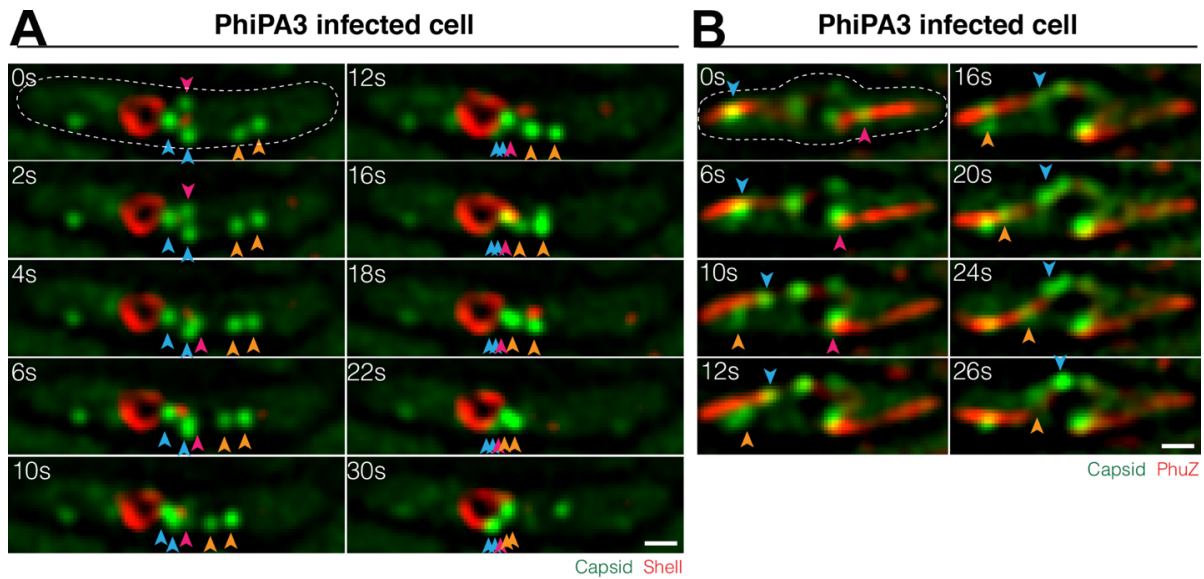 A PhiPA3 infected cell
0s 12s
2s 16s
4s 18s
6s 22s
10s 30s
Capsid Shell
B PhiPA3 infected cell
0s 16s
6s 20s
10s 24s
12s 26s
Capsid PhuZ